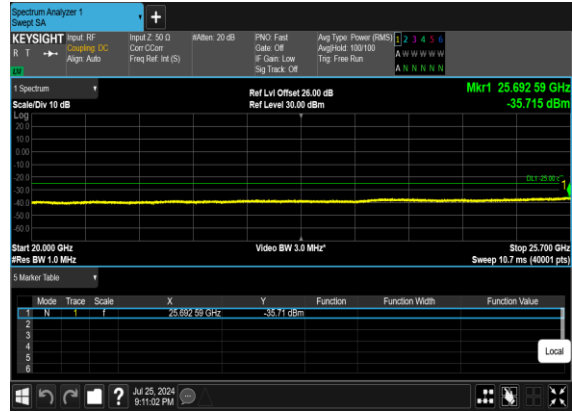 Spectrum Analyzer 1
Swept SA
+
KEYSIGHT Input: RF Input Z: 50 Ω #Atten: 20 dB PNO: Fast Avg Type: Power (RMS) 1 2 3 4 5 6
R T Coupling: DC Corr CCorr Gate: Off Avg|Hold: 100/100 A W W W W W
Align: Auto Freq Ref: Int (S) IF Gain: Low Trig: Free Run
Sig Track: Off A N N N N N
1 Spectrum Ref Lvl Offset 26.00 dB Mkr1 25.692 59 GHz
Scale/Div 10 dB Ref Level 30.00 dBm -35.715 dBm
Log
20.0
10.0
0.00
-10.0
-20.0
DL1 -25.00
1
-30.0
-40.0
-50.0
-60.0
Start 20.000 GHz Video BW 3.0 MHz* Stop 25.700 GHz
#Res BW 1.0 MHz Sweep 10.7 ms (40001 pts)
5 Marker Table
Mode Trace Scale X Y Function Function Width Function Value
1 N 1 f 25.692 59 GHz -35.71 dBm
2
3
4
5
6
Local
? Jul 25, 2024
9:11:02 PM